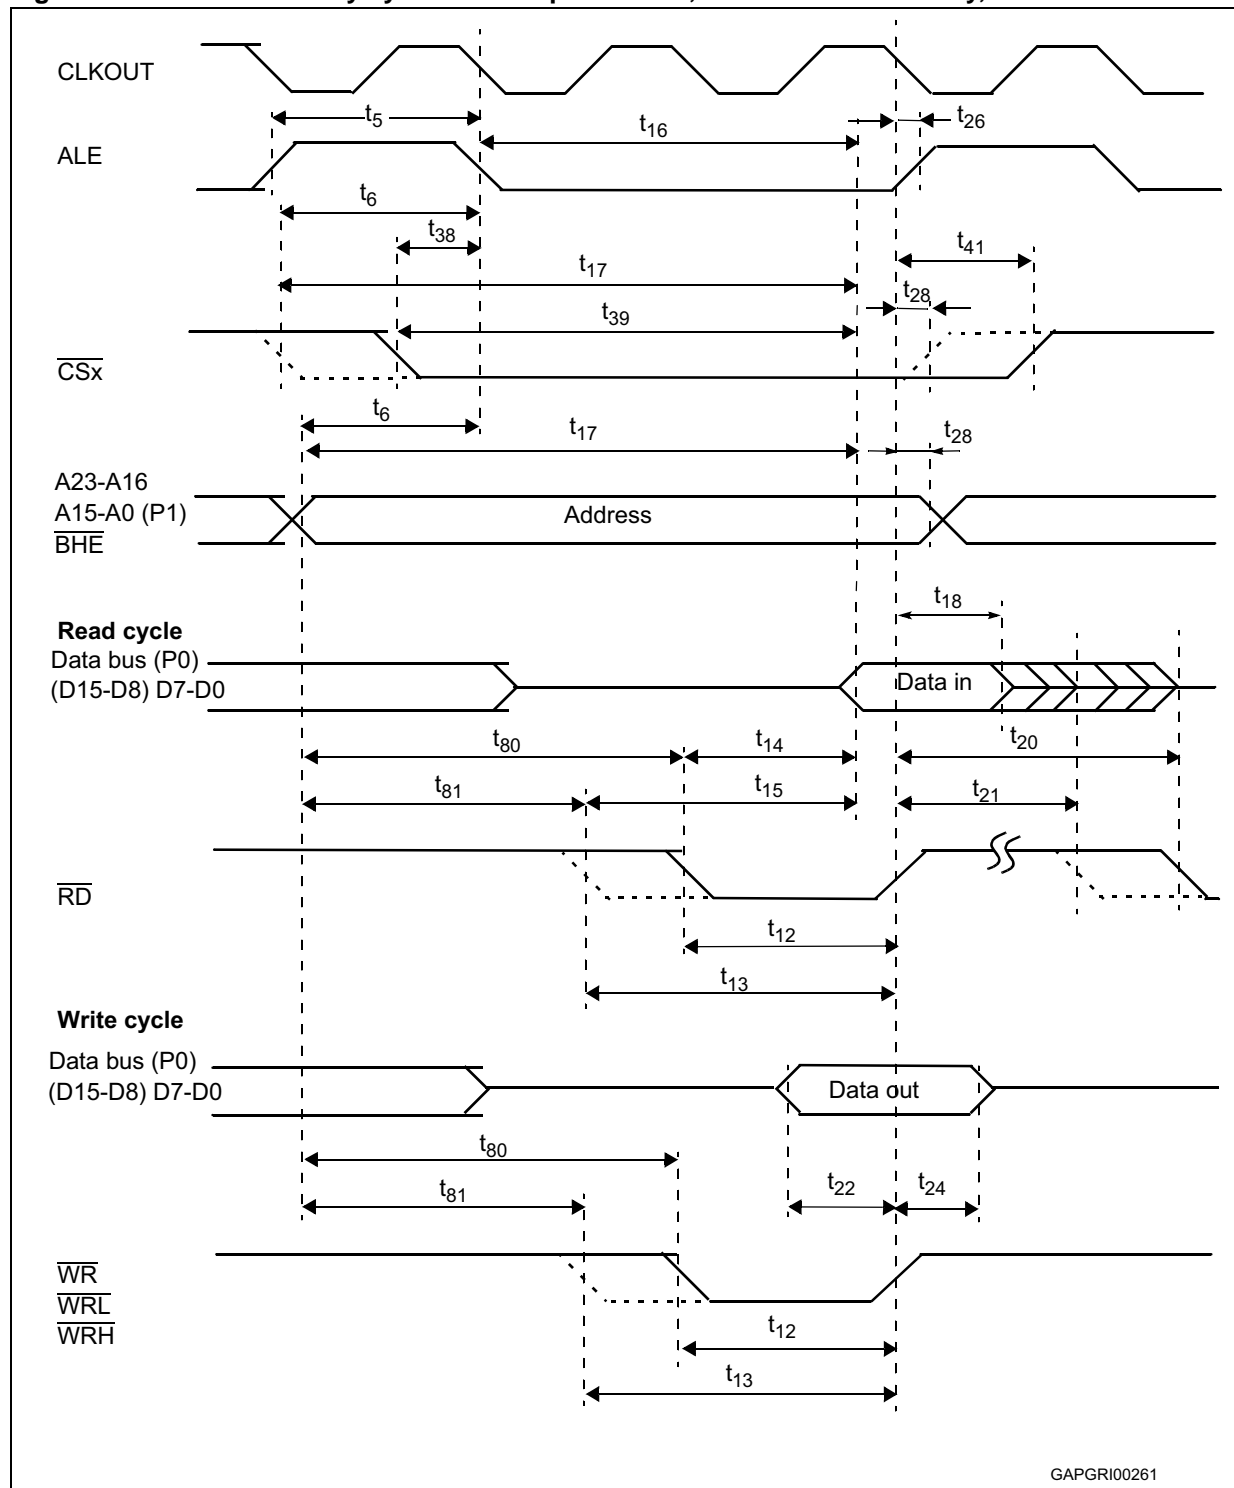 CLKOUT
t5
t16
t26
ALE
t6
t38
t41
t17
t28
t39
CSx
t6
t17
t28
A23-A16
A15-A0 (P1)
Address
BHE
t18
Read cycle
Data bus (P0)
(D15-D8) D7-D0
Data in
t80
t14
t20
t81
t15
t21
RD
t12
t13
Write cycle
Data bus (P0)
(D15-D8) D7-D0
Data out
t80
t22
t24
t81
WR
WRL
WRH
t12
t13
GAPGRI00261